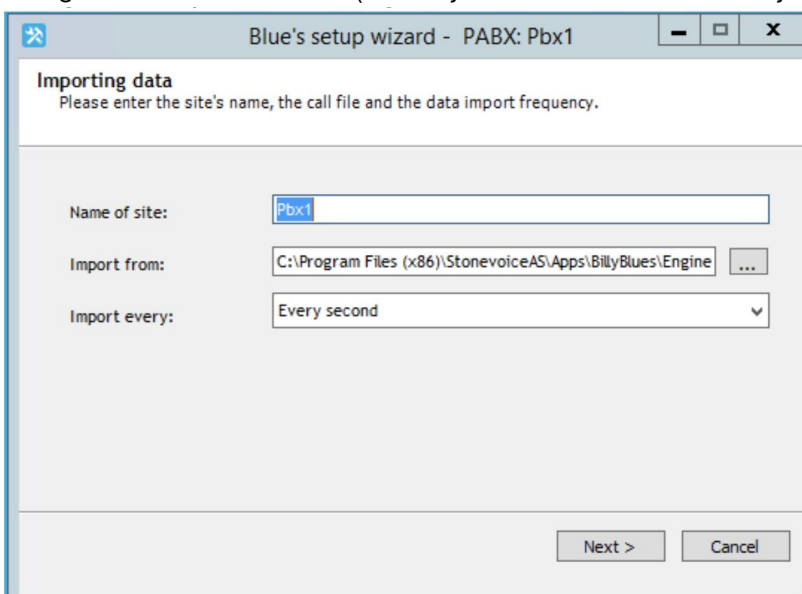 Blue's setup wizard - PABX: Pbx1
Importing data
Please enter the site's name, the call file and the data import frequency.
Name of site: Pbx1
Import from: C:\Program Files (x86)\StonevoiceAS\Apps\BillyBlues\Engine ...
Import every: Every second
Next > Cancel